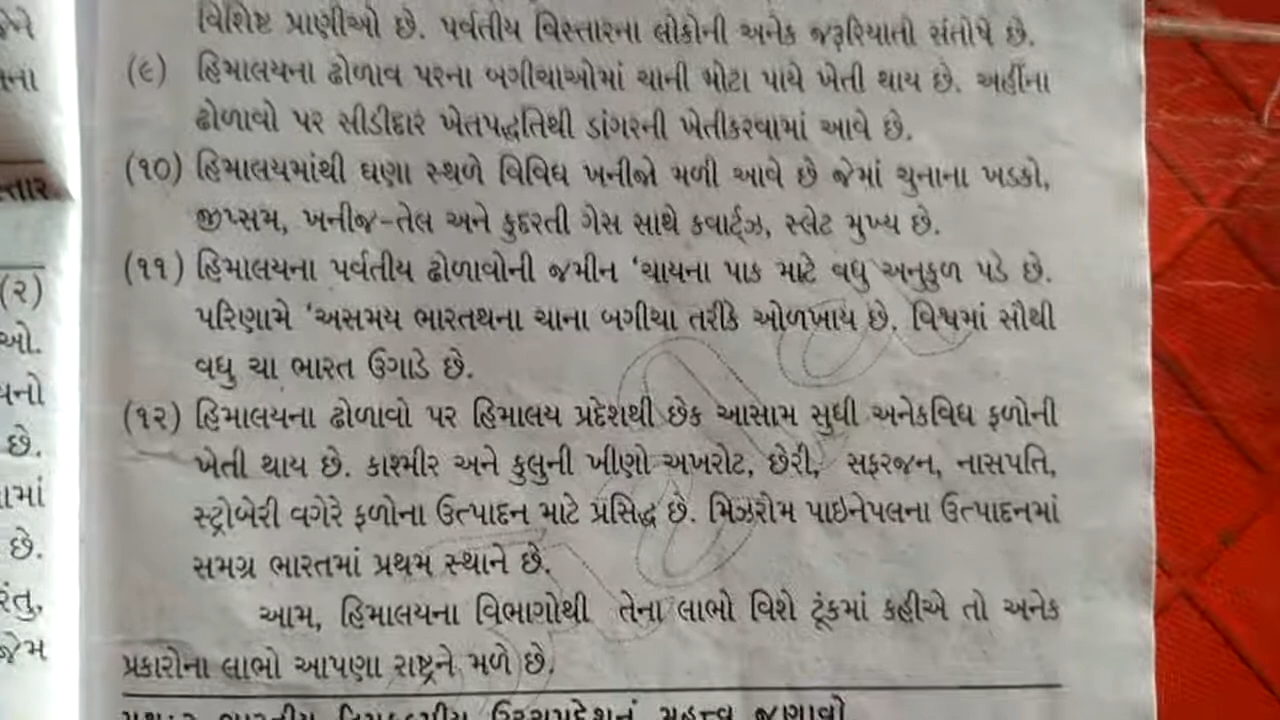 વિશિષ્ટ પ્રાણીઓ છે. પર્વતીય વિસ્તારના લોકોની અનેક જરૂરિયાતો સંતોષે છે.
(૯) હિમાલયના ઢોળાવ પરના બગીચાઓમાં ચાની મોટા પાયે ખેતી થાય છે. અહીંના
ઢોળાવો પર સીડીદાર ખેતપદ્ધતિથી ડાંગરની ખેતીકરવામાં આવે છે.
(૧૦) હિમાલયમાંથી ઘણા સ્થળે વિવિધ ખનીજો મળી આવે છે જેમાં ચુનાના ખડકો,
જીપ્સમ, ખનીજ-તેલ અને કુદરતી ગેસ સાથે કવાર્ટ્ઝ, સ્લેટ મુખ્ય છે.
(૧૧) હિમાલયના પર્વતીય ઢોળાવોની જમીન ‘ચાયના પાક માટે વધુ અનુકુળ પડે છે.
પરિણામે ‘અસમય ભારતથના ચાના બગીચા તરીકે ઓળખાય છે. વિશ્વમાં સૌથી
વધુ ચા ભારત ઉગાડે છે.
(૧૨) હિમાલયના ઢોળાવો પર હિમાલય પ્રદેશથી છેક આસામ સુધી અનેકવિધ ફળોની
ખેતી થાય છે. કાશ્મીર અને કુલુની ખીણો અખરોટ, છેરી, સફરજન, નાસપતિ,
સ્ટ્રોબેરી વગેરે ફળોના ઉત્પાદન માટે પ્રસિદ્ધ છે. મિઝરોમ પાઇનેપલના ઉત્પાદનમાં
સમગ્ર ભારતમાં પ્રથમ સ્થાને છે.
આમ, હિમાલયના વિભાગોથી તેના લાભો વિશે ટૂંકમાં કહીએ તો અનેક
પ્રકારોના લાભો આપણા રાષ્ટ્રને મળે છે.
(૨)
છે.
છે.